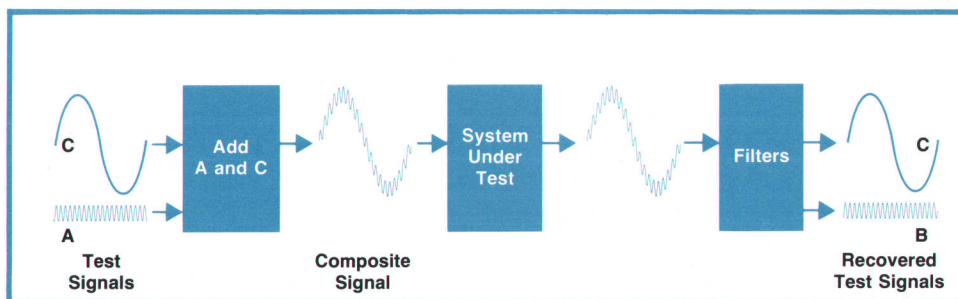 C
A
Test
Signals
Add
A and C
Composite
Signal
System
Under
Test
Filters
C
B
Recovered
Test Signals